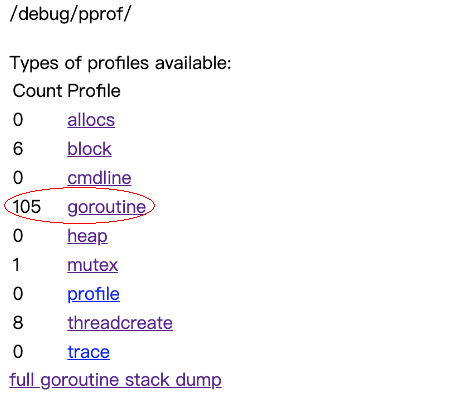 /debug/pprof/
Types of profiles available:
Count Profile
0 allocs
6 block
0 cmdline
105 goroutine
0 heap
1 mutex
0 profile
8 threadcreate
0 trace
full goroutine stack dump